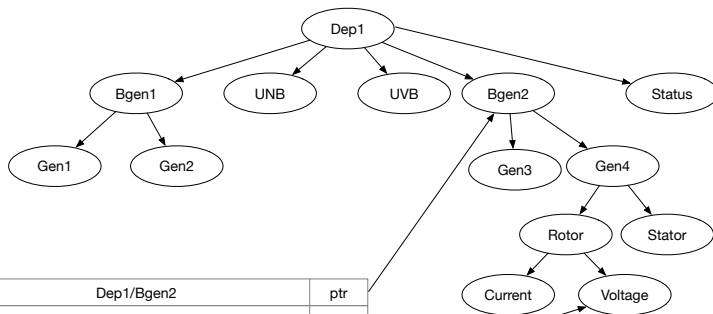 Dep1
Bgen1 UNB UVB Bgen2 Status
Gen1 Gen2 Gen3 Gen4
Rotor Stator
Dep1/Bgen2 ptr Current Voltage